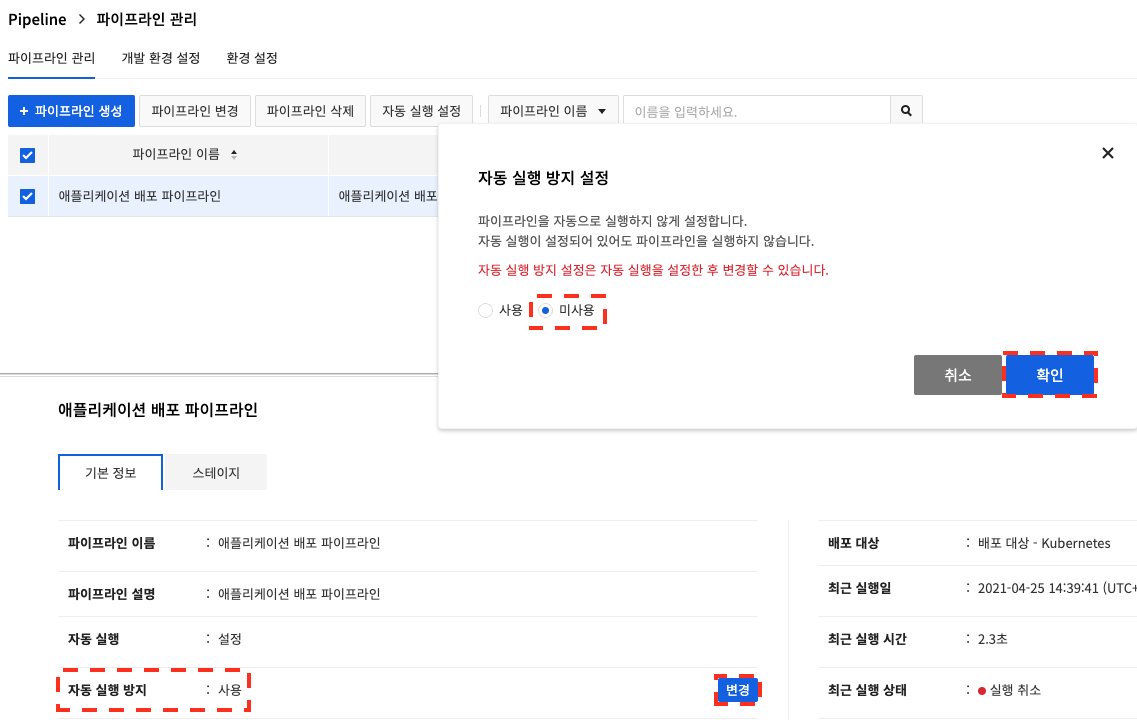 Pipeline > 파이프라인 관리
파이프라인 관리 개발 환경 설정 환경 설정
+ 파이프라인 생성 파이프라인 변경 파이프라인 삭제 자동 실행 설정 파이프라인 이름 이름을 입력하세요.
파이프라인 이름
애플리케이션 배포 파이프라인 애플리케이션 배포
자동 실행 방지 설정
파이프라인을 자동으로 실행하지 않게 설정합니다.
자동 실행이 설정되어 있어도 파이프라인을 실행하지 않습니다.
자동 실행 방지 설정은 자동 실행을 설정한 후 변경할 수 있습니다.
사용 미사용
취소 확인
애플리케이션 배포 파이프라인
기본 정보 스테이지
파이프라인 이름 : 애플리케이션 배포 파이프라인
배포 대상 : 배포 대상 - Kubernetes
파이프라인 설명 : 애플리케이션 배포 파이프라인
최근 실행일 : 2021-04-25 14:39:41 (UTC+
자동 실행 : 설정
최근 실행 시간 : 2.3초
자동 실행 방지 : 사용 변경
최근 실행 상태 : 실행 취소